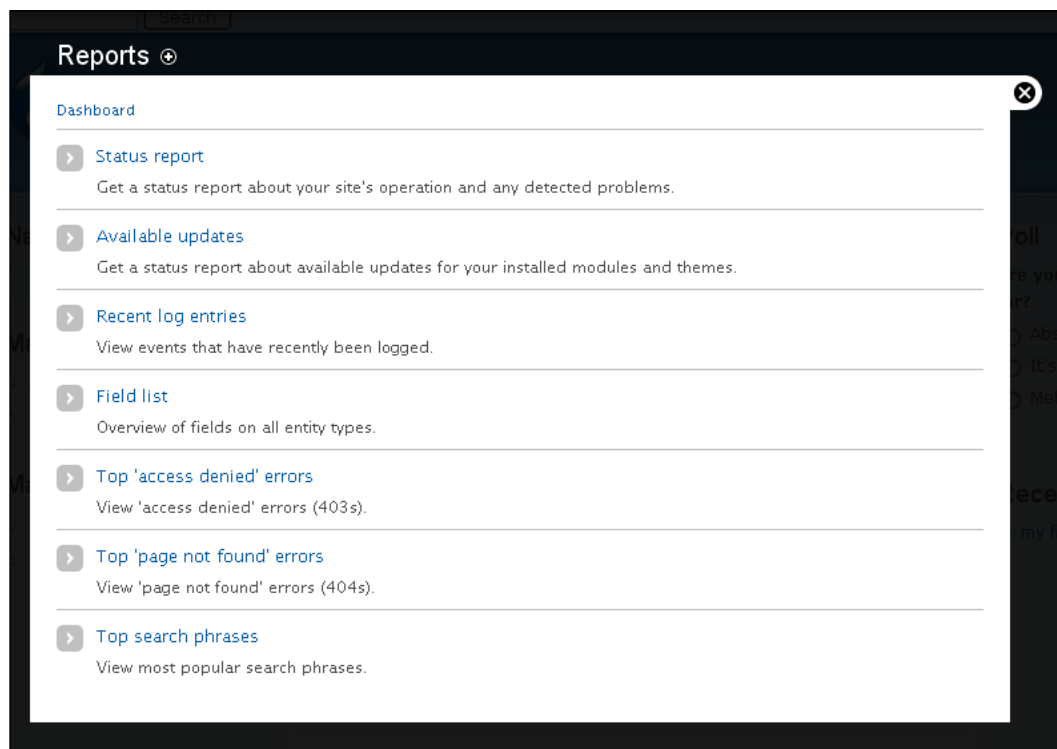 Search
Reports
Dashboard
Status report
Get a status report about your site's operation and any detected problems.
Available updates
Get a status report about available updates for your installed modules and themes.
Recent log entries
View events that have recently been logged.
Field list
Overview of fields on all entity types.
Top 'access denied' errors
View 'access denied' errors (403s).
Top 'page not found' errors
View 'page not found' errors (404s).
Top search phrases
View most popular search phrases.
It's
my